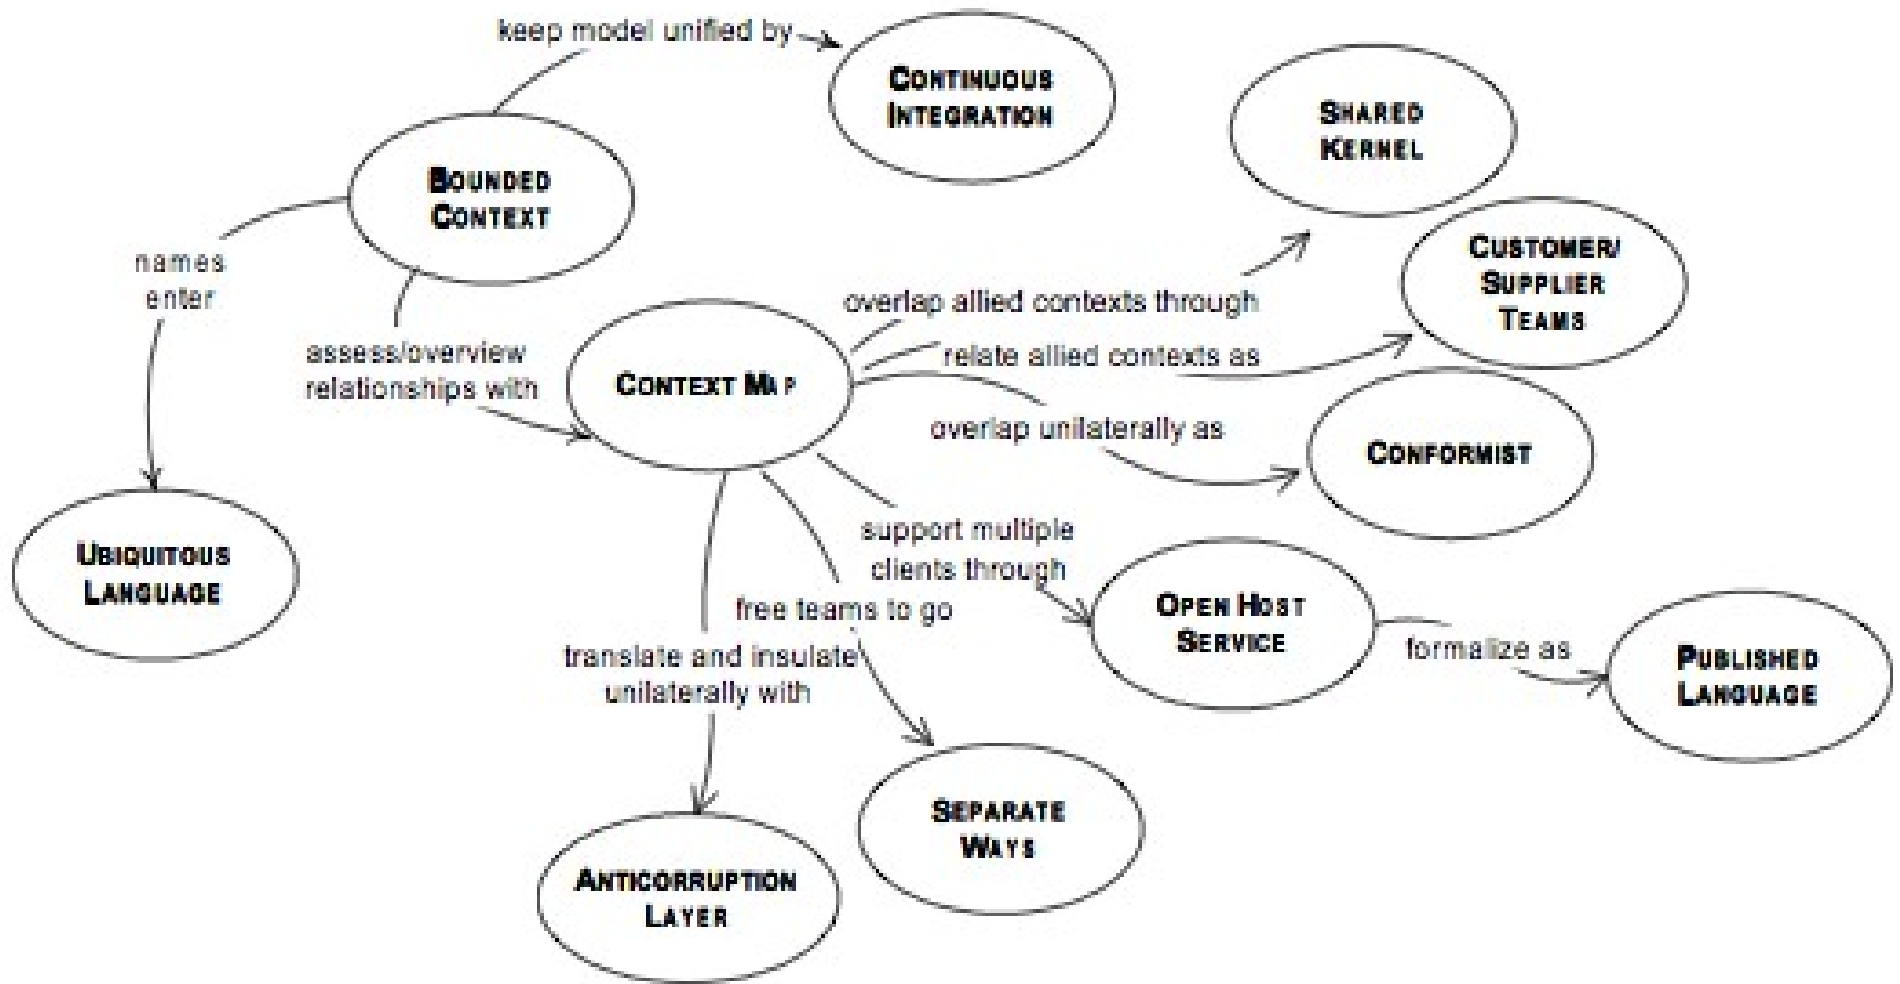 keep model unified by
CONTINUOUS
INTEGRATION
SHARED
KERNEL
BOUNDED
CONTEXT
CUSTOMER/
SUPPLIER
TEAMS
names
enter
overlap allied contexts through
assess/overview
relationships with
relate allied contexts as
CONTEXT MAP
overlap unilaterally as
CONFORMIST
support multiple
clients through
UBIQUITOUS
LANGUAGE
free teams to go
OPEN HOST
SERVICE
formalize as
PUBLISHED
LANGUAGE
translate and insulate
unilaterally with
SEPARATE
WAYS
ANTICORRUPTION
LAYER